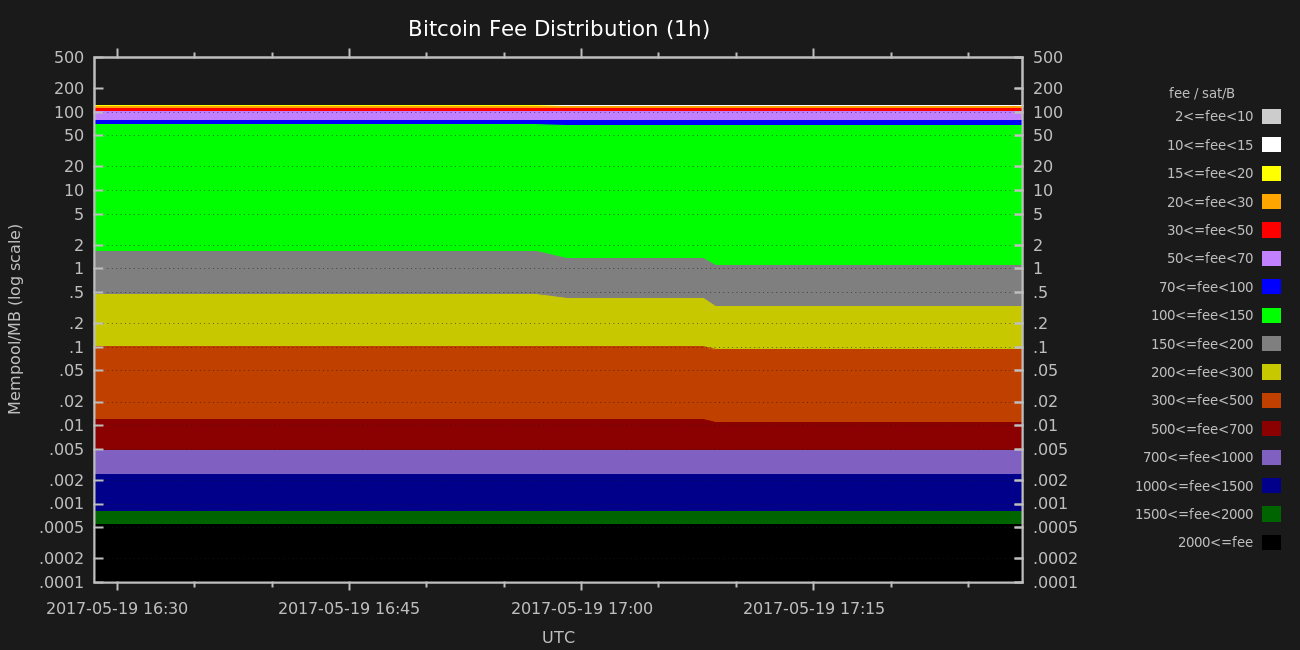 Bitcoin Fee Distribution (1h)
500 500
200 200
100 100
50 50
20 20
10 10
5 5
2 2
1 1
.5 .5
.2 .2
.1 .1
.05 .05
.02 .02
.01 .01
.005 .005
.002 .002
.001 .001
.0005 .0005
.0002 .0002
.0001 .0001
Mempool/MB (log scale)
2017-05-19 16:30 2017-05-19 16:45 2017-05-19 17:00 2017-05-19 17:15
UTC
fee / sat/B
2<=fee<10
10<=fee<15
15<=fee<20
20<=fee<30
30<=fee<50
50<=fee<70
70<=fee<100
100<=fee<150
150<=fee<200
200<=fee<300
300<=fee<500
500<=fee<700
700<=fee<1000
1000<=fee<1500
1500<=fee<2000
2000<=fee